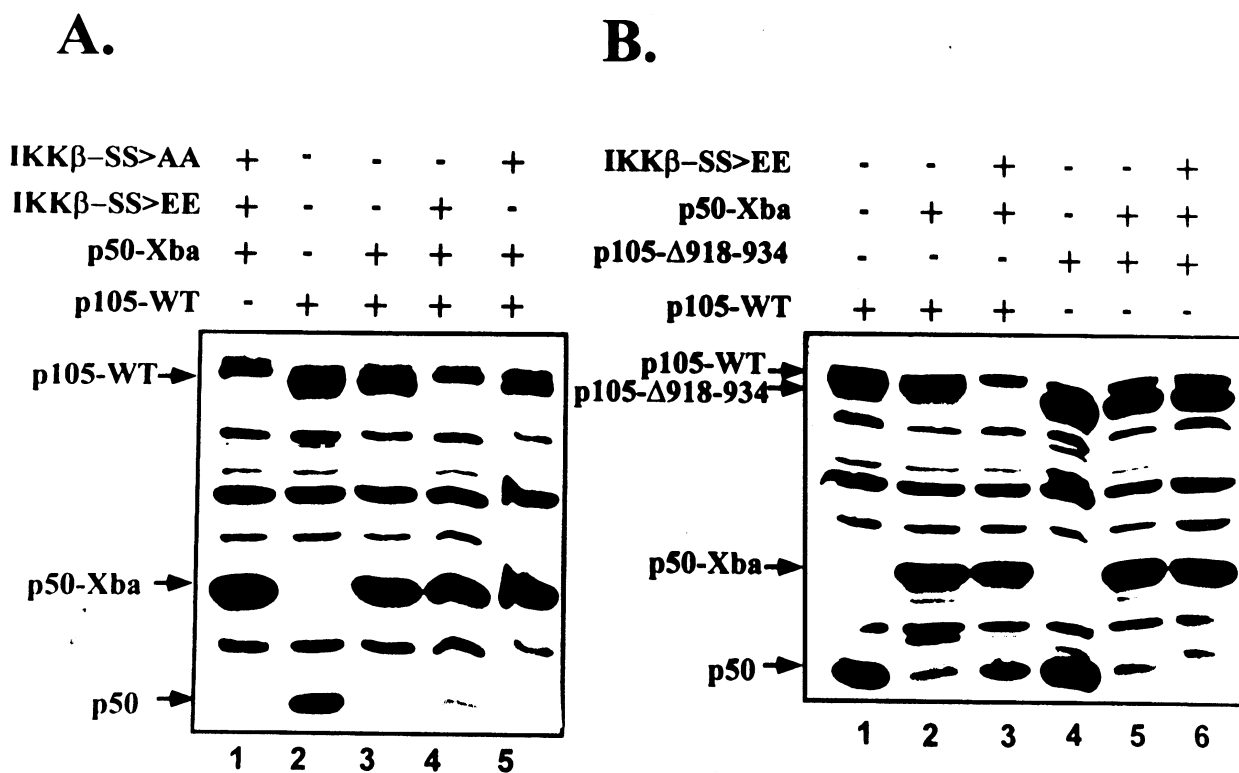 A.
IKKβ–SS>AA + - - - +
IKKβ–SS>EE + - - + -
p50-Xba + - + + +
p105-WT - + + + +
p105-WT
p50-Xba
p50
1 2 3 4 5
B.
IKKβ–SS>EE - - + - - +
p50-Xba - + + - + +
p105-Δ918-934 - - - + + +
p105-WT + + + - - -
p105-WT
p105-Δ918-934
p50-Xba
p50
1 2 3 4 5 6